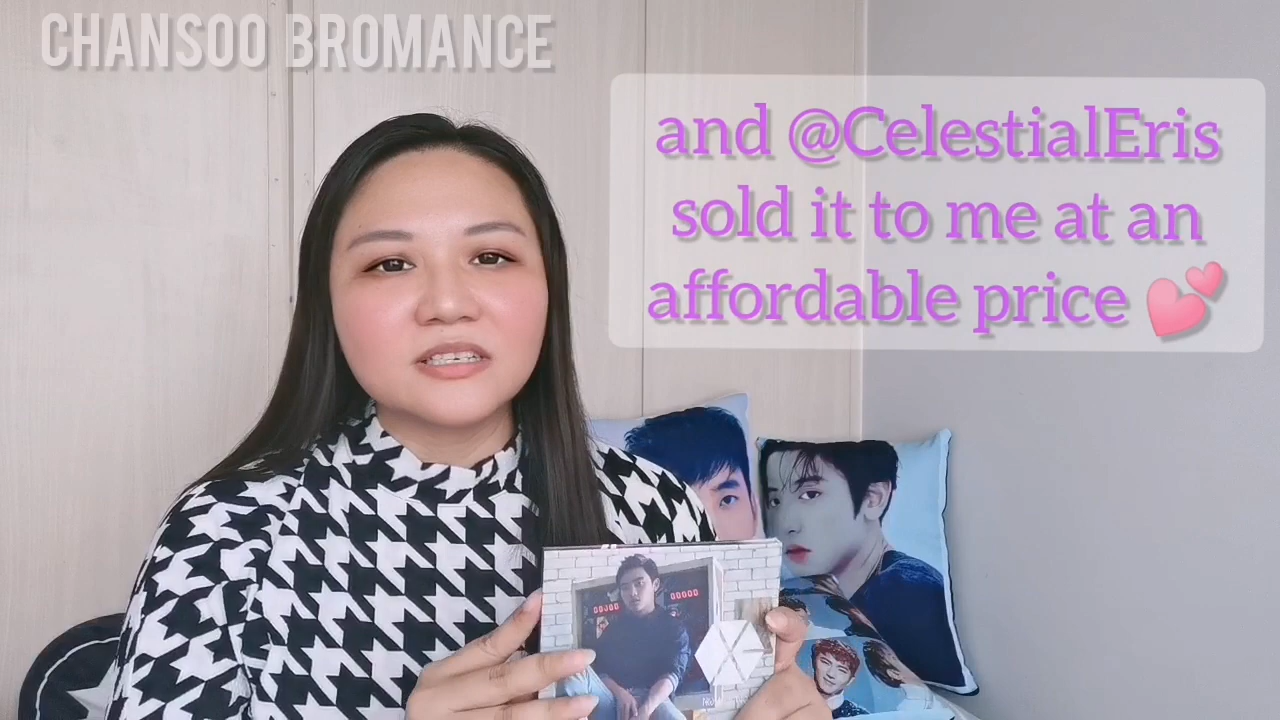 CHANSOO BROMANCE
and @CelestialEris
sold it to me at an
affordable price 💕